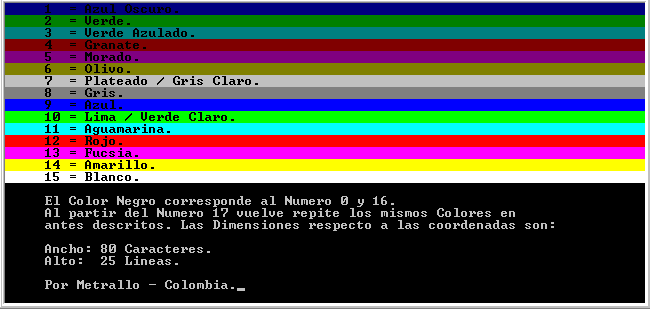 1 = Azul Oscuro.
2 = Verde.
3 = Verde Azulado.
4 = Granate.
5 = Morado.
6 = Olivo.
7 = Plateado / Gris Claro.
8 = Gris.
9 = Azul.
10 = Lima / Verde Claro.
11 = Aguamarina.
12 = Rojo.
13 = Fucsia.
14 = Amarillo.
15 = Blanco.
El Color Negro corresponde al Numero 0 y 16.
Al partir del Numero 17 vuelve repite los mismos Colores en
antes descritos. Las Dimensiones respecto a las coordenadas son:
Ancho: 80 Caracteres.
Alto: 25 Lineas.
Por Metrallo - Colombia._